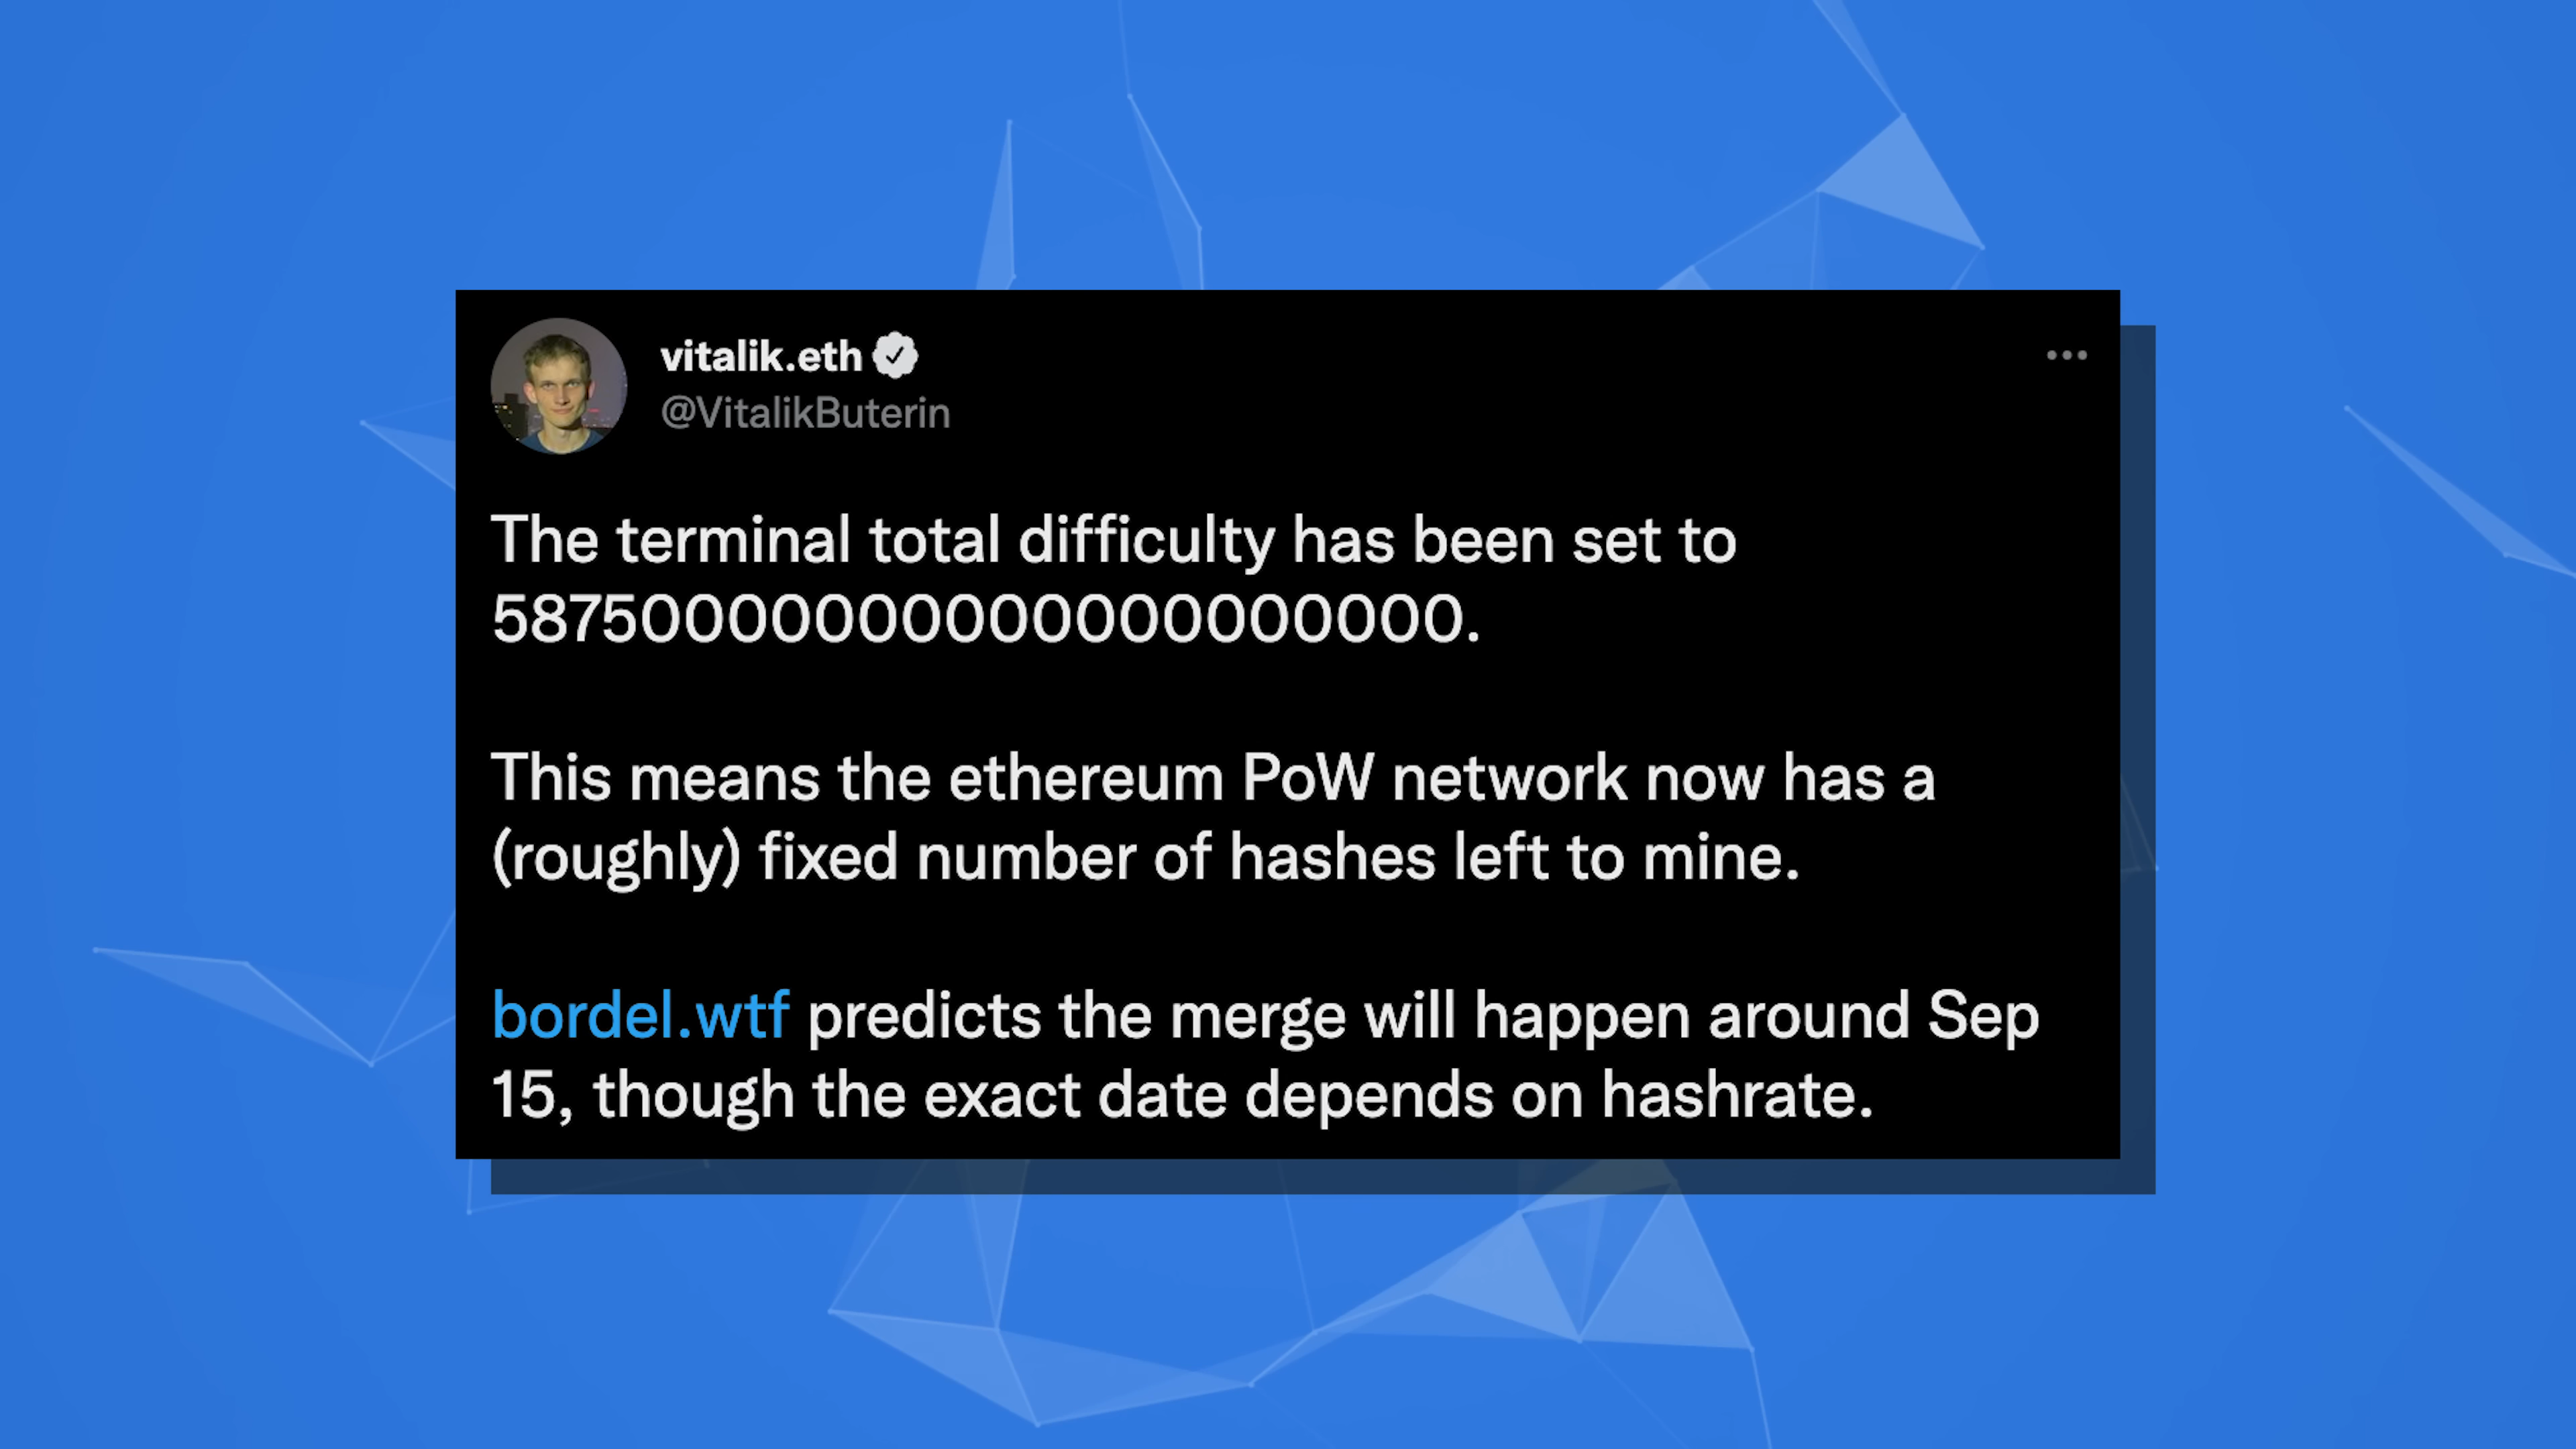 vitalik.eth
@VitalikButerin
The terminal total difficulty has been set to
58750000000000000000000.
This means the ethereum PoW network now has a
(roughly) fixed number of hashes left to mine.
bordel.wtf predicts the merge will happen around Sep
15, though the exact date depends on hashrate.